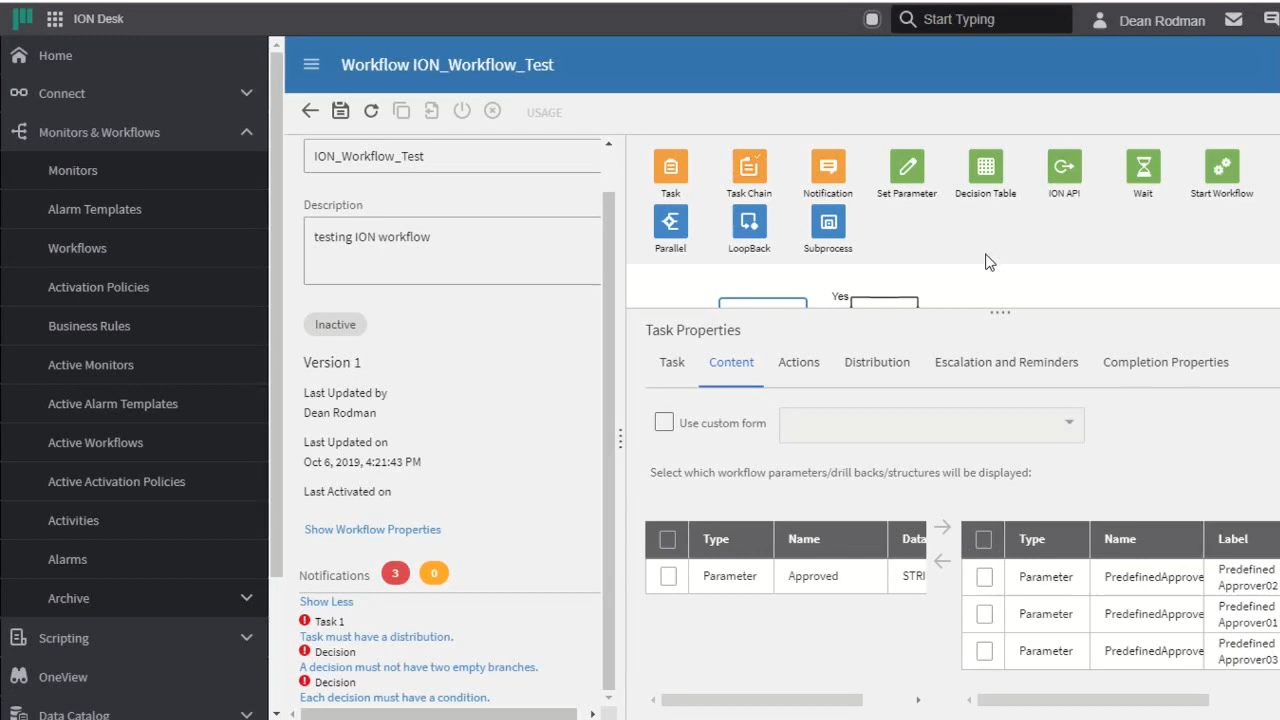 ION Desk
Start Typing
Dean Rodman
Home
Connect
Monitors & Workflows
Monitors
Alarm Templates
Workflows
Activation Policies
Business Rules
Active Monitors
Active Alarm Templates
Active Workflows
Active Activation Policies
Activities
Alarms
Archive
Scripting
OneView
Data Catalog
Workflow ION_Workflow_Test
USAGE
ION_Workflow_Test
Description
testing ION workflow
Inactive
Version 1
Last Updated by
Dean Rodman
Last Updated on
Oct 6, 2019, 4:21:43 PM
Last Activated on
Show Workflow Properties
Notifications 3 0
Show Less
Task 1
Task must have a distribution.
Decision
A decision must not have two empty branches.
Decision
Each decision must have a condition.
Task Task Chain Notification Set Parameter Decision Table ION API Wait Start Workflow
Parallel LoopBack Subprocess
Yes
Task Properties
Task Content Actions Distribution Escalation and Reminders Completion Properties
Use custom form
Select which workflow parameters/drill backs/structures will be displayed:
Type Name Data
Parameter Approved STRI
Type Name Label
Parameter PredefinedApprove Predefined
Approver02
Parameter PredefinedApprove Predefined
Approver01
Parameter PredefinedApprove Predefined
Approver03